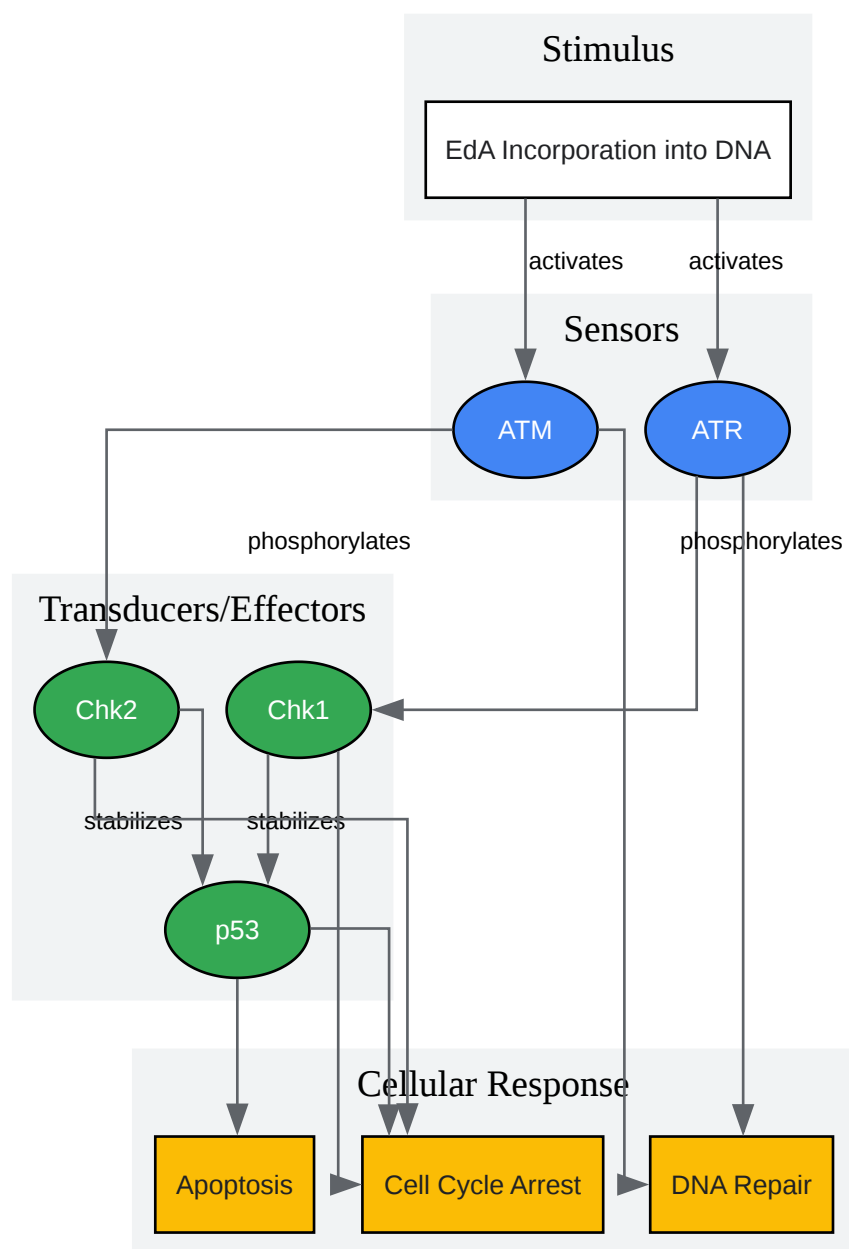 Stimulus
EdA Incorporation into DNA
activates
activates
Sensors
ATM
ATR
phosphorylates
phosphorylates
Transducers/Effectors
Chk2
Chk1
stabilizes
stabilizes
p53
Cellular Response
Apoptosis
Cell Cycle Arrest
DNA Repair